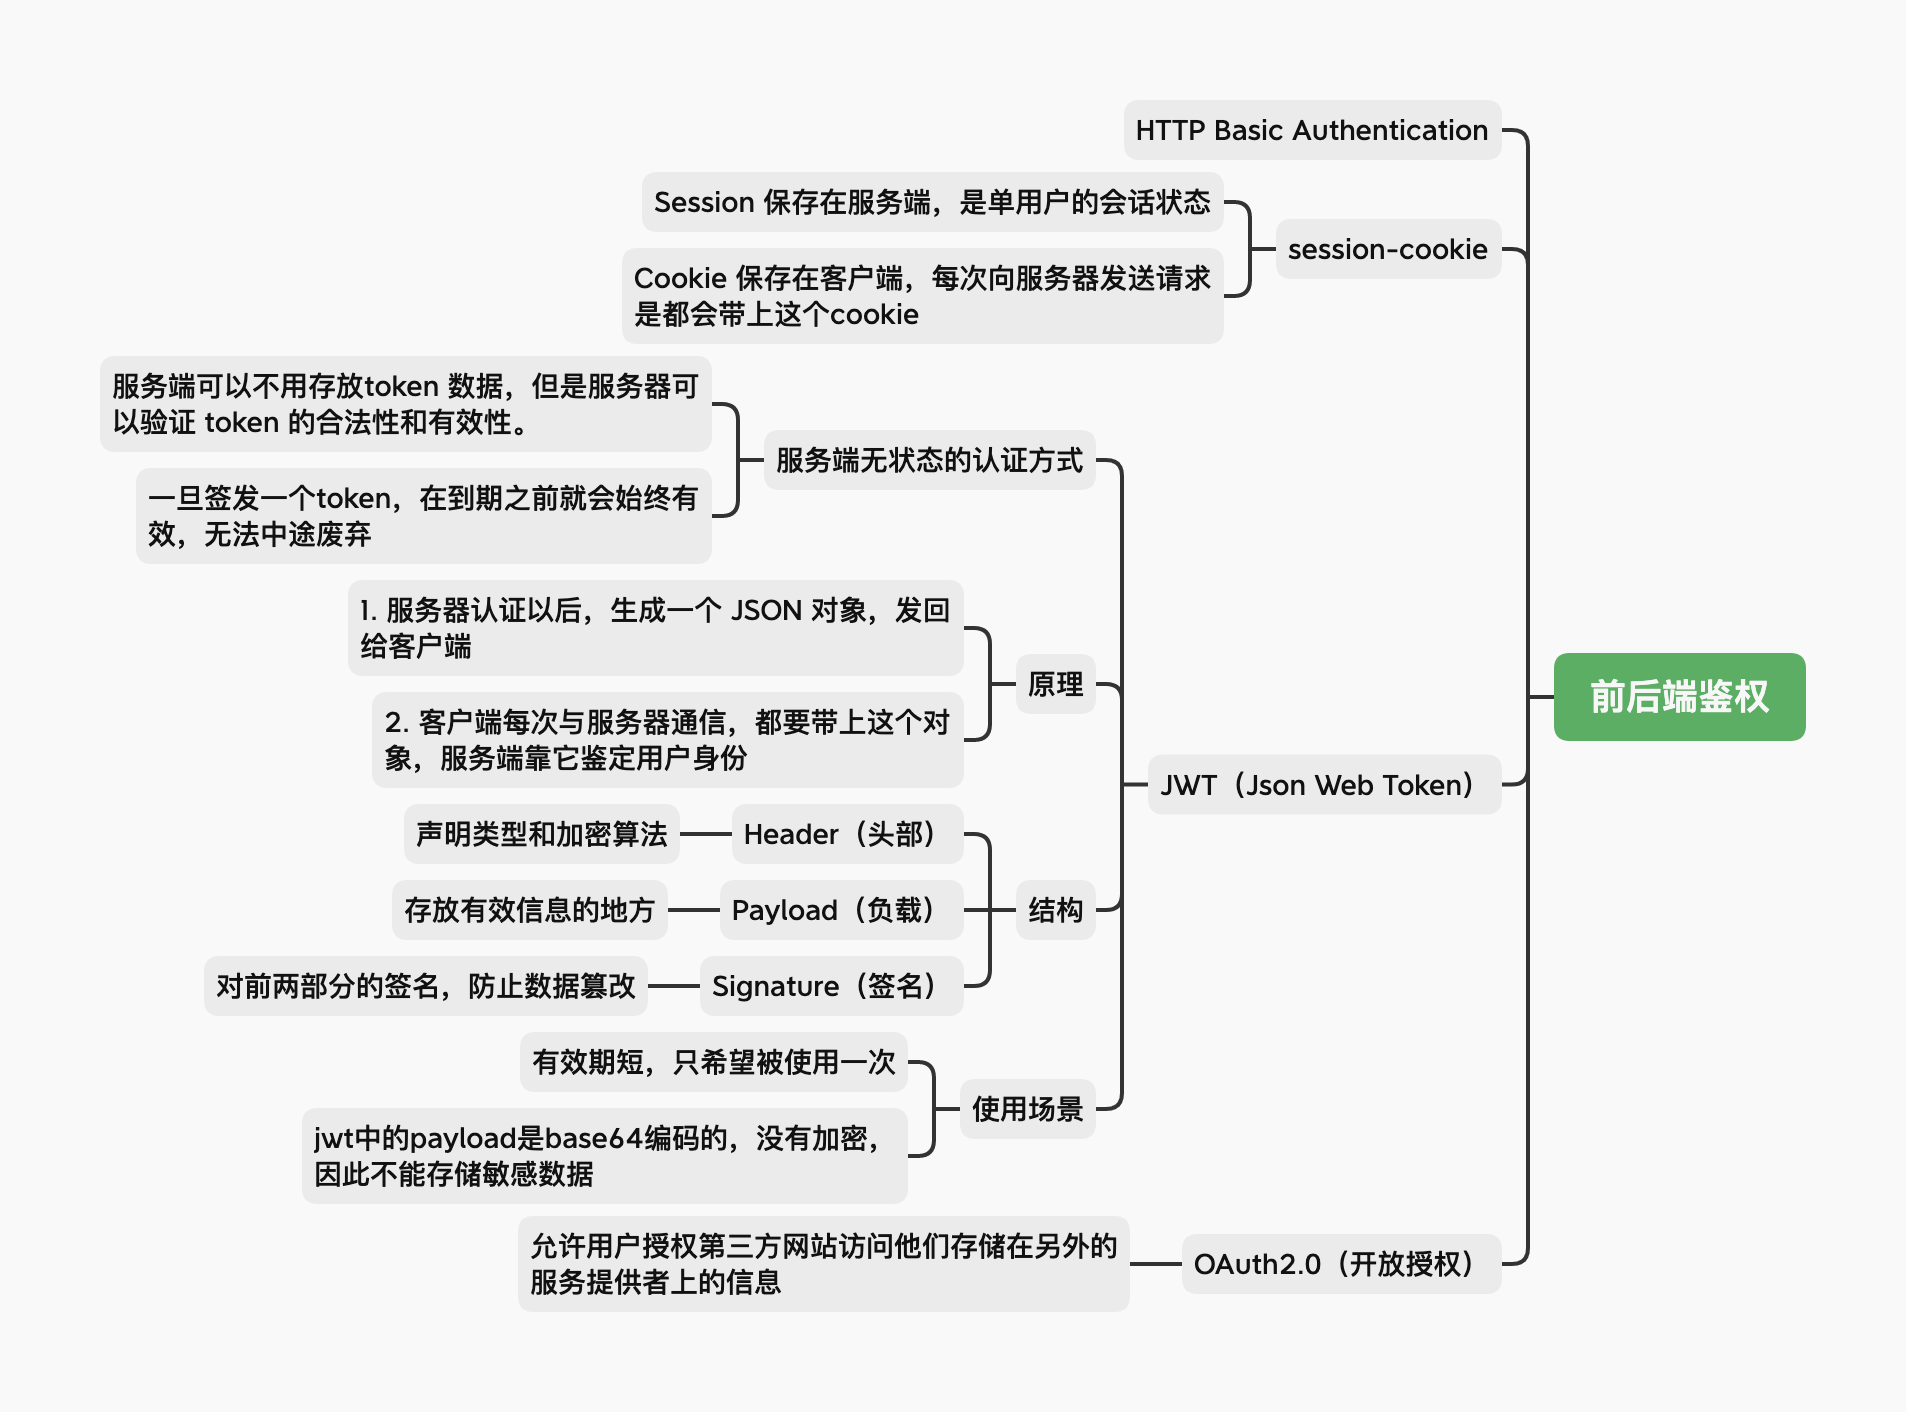 前后端鉴权
HTTP Basic Authentication
session-cookie
Session 保存在服务端，是单用户的会话状态
Cookie 保存在客户端，每次向服务器发送请求
是都会带上这个cookie
JWT（Json Web Token）
服务端无状态的认证方式
服务端可以不用存放token 数据，但是服务器可
以验证 token 的合法性和有效性。
一旦签发一个token，在到期之前就会始终有
效，无法中途废弃
原理
1. 服务器认证以后，生成一个 JSON 对象，发回
给客户端
2. 客户端每次与服务器通信，都要带上这个对
象，服务端靠它鉴定用户身份
结构
Header（头部）
声明类型和加密算法
Payload（负载）
存放有效信息的地方
Signature（签名）
对前两部分的签名，防止数据篡改
使用场景
有效期短，只希望被使用一次
jwt中的payload是base64编码的，没有加密，
因此不能存储敏感数据
OAuth2.0（开放授权）
允许用户授权第三方网站访问他们存储在另外的
服务提供者上的信息